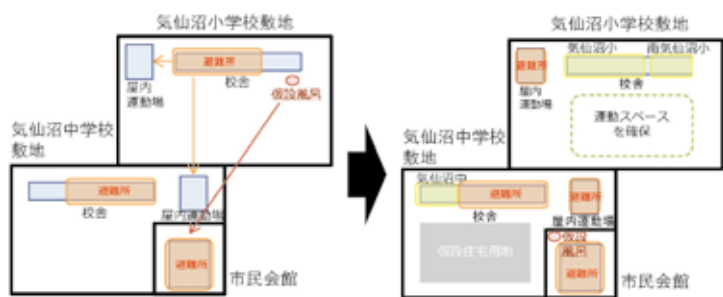 気仙沼小学校敷地
避難所
校舎
屋内
運動場
仮設風呂
気仙沼中学校
敷地
避難所
校舎
屋内運動場
避難所
市民会館
気仙沼小学校敷地
気仙沼小
南気仙沼小
避難所
校舎
屋内
運動場
運動スペース
を確保
気仙沼中学校
敷地
気仙沼中
避難所
避難所
校舎
屋内運動場
仮設住宅用地
仮設
風呂
避難所
市民会館